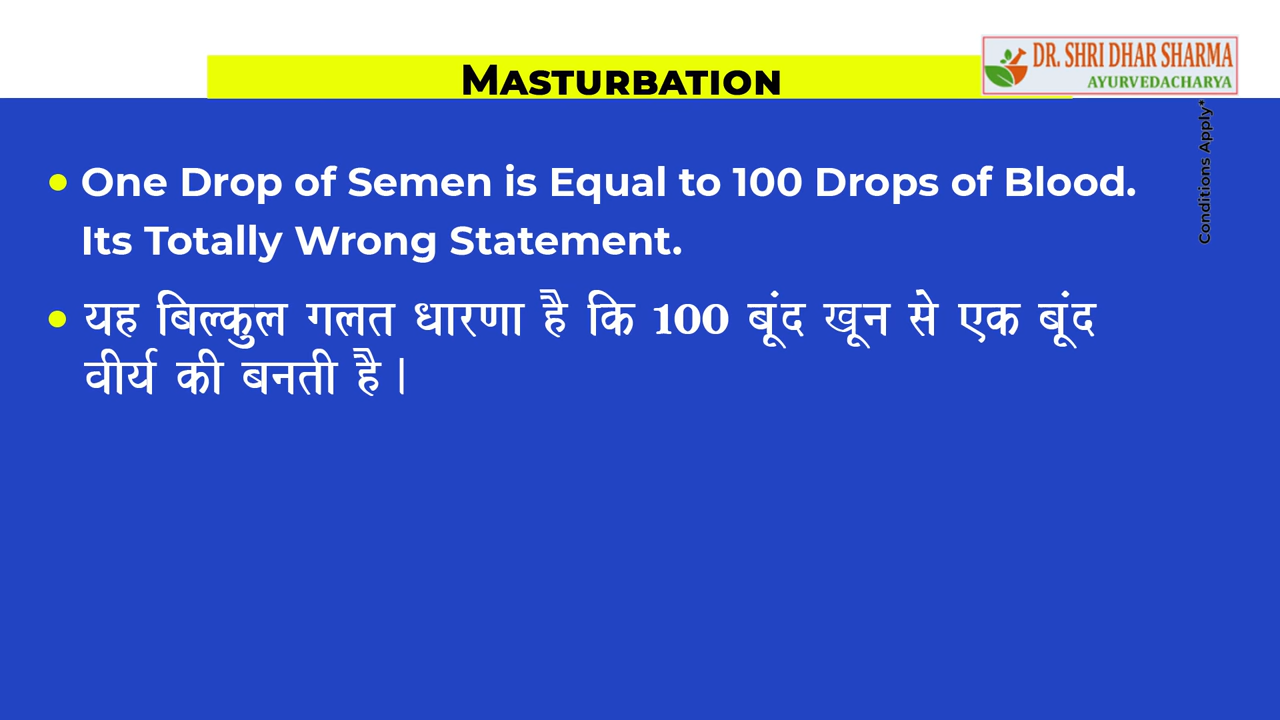 MASTURBATION
DR. SHRI DHAR SHARMA
AYURVEDACHARYA
Conditions Apply*
One Drop of Semen is Equal to 100 Drops of Blood.
Its Totally Wrong Statement.
यह बिल्कुल गलत धारणा है कि 100 बूंद खून से एक बूंद
वीर्य की बनती है।